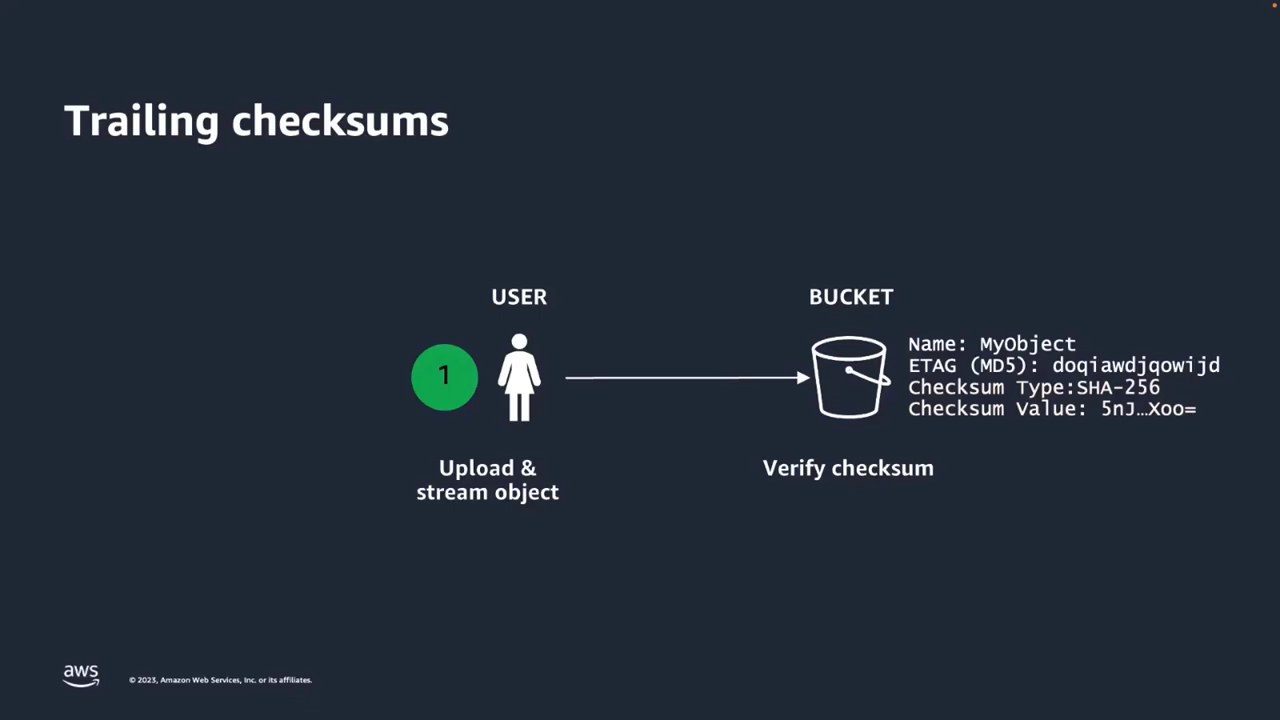 Trailing checksums
USER
BUCKET
1
Name: MyObject
ETAG (MD5): doqiawdjqowijd
Checksum Type:SHA-256
Checksum Value: 5nJ…Xoo=
Upload &
stream object
Verify checksum
aws
© 2023, Amazon Web Services, Inc. or its affiliates.